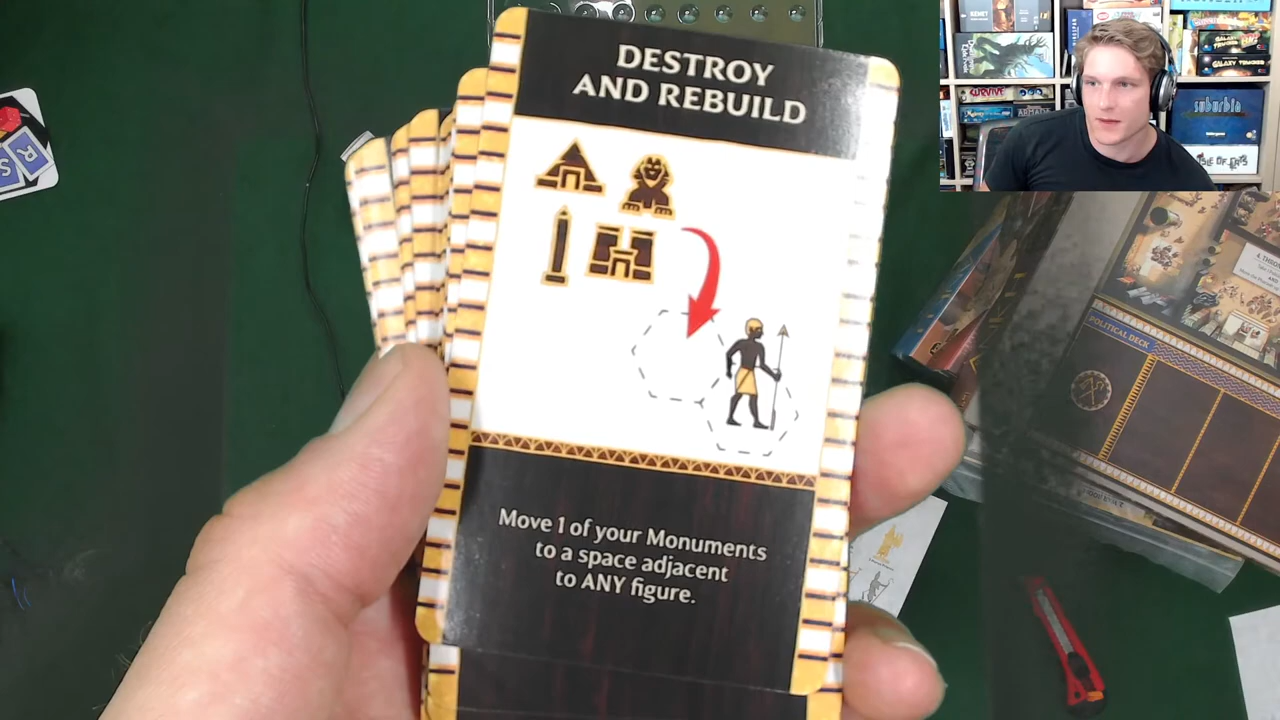 DESTROY
AND REBUILD
Move 1 of your Monuments
to a space adjacent
to ANY figure.
POLITICAL DECK
SURVIVE
suburbia
R
S